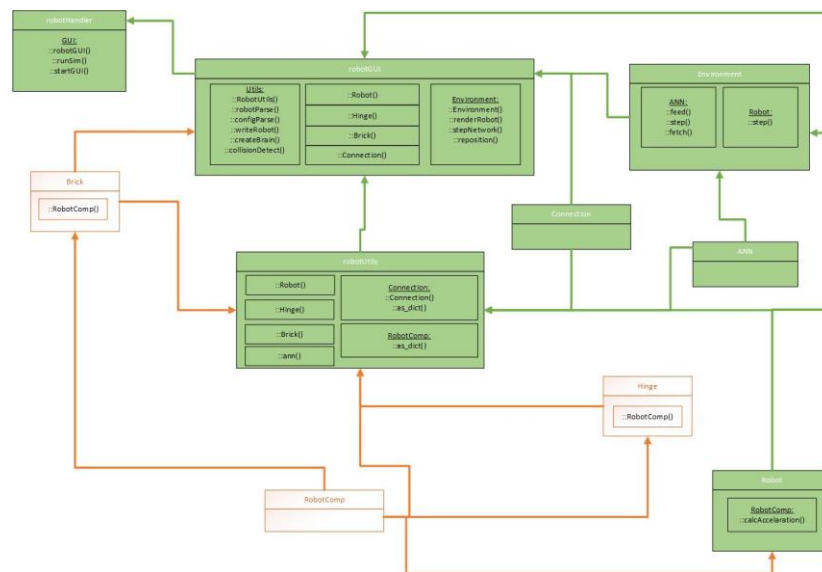 robotHandler
GUI:
::robotGUI()
::runSim()
::startGUI()
robotGUI
Utils:
::RobotUtils()
::robotParse()
::configParse()
::writeRobot()
::createBrain()
::collisionDetect()
::Robot()
::Hinge()
::Brick()
::Connection()
Environment:
::Environment()
::renderRobot()
::stepNetwork()
::reposition()
Environment
ANN:
::feed()
::step()
::fetch()
Robot:
::step()
Brick
::RobotComp()
Connection
ANN
robotUtils
::Robot()
::Hinge()
::Brick()
::ann()
Connection:
::Connection()
::as_dict()
RobotComp:
::as_dict()
Hinge
::RobotComp()
RobotComp
Robot
RobotComp:
::calcAccelaration()